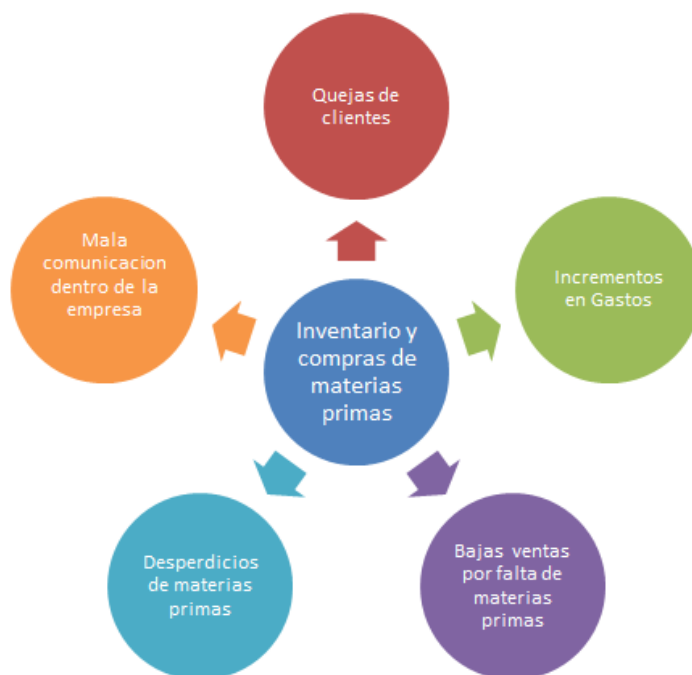 Quejas de
clientes
Mala
comunicacion
dentro de la
empresa
Incrementos
en Gastos
Inventario y
compras de
materias
primas
Desperdicios
de materias
primas
Bajas ventas
por falta de
materias
primas